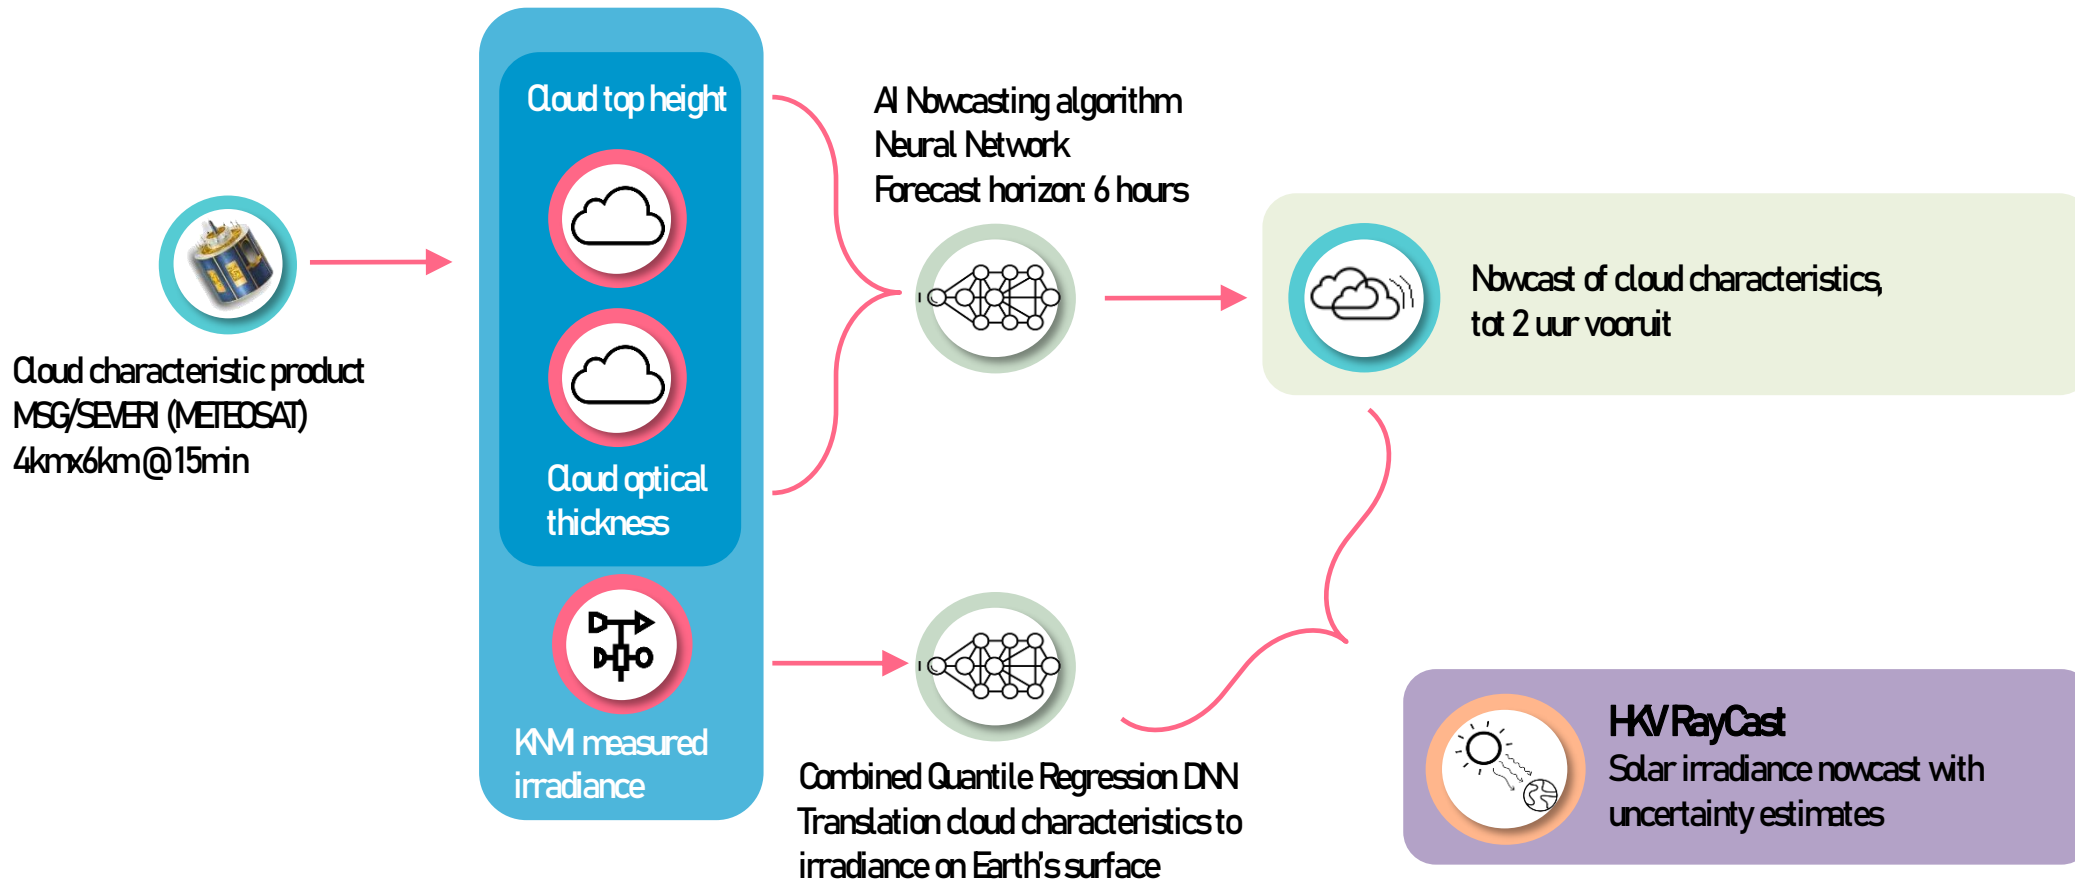 Cloud characteristic product
MSG/SEVERI (METEOSAT)
4kmx6km@15min
Cloud top height
Cloud optical
thickness
KNMI measured
irradiance
AI Nowcasting algorithm
Neural Network
Forecast horizon: 6 hours
Combined Quantile Regression DNN
Translation cloud characteristics to
irradiance on Earth's surface
Nowcast of cloud characteristics,
tot 2 uur vooruit
HKV RayCast
Solar irradiance nowcast with
uncertainty estimates